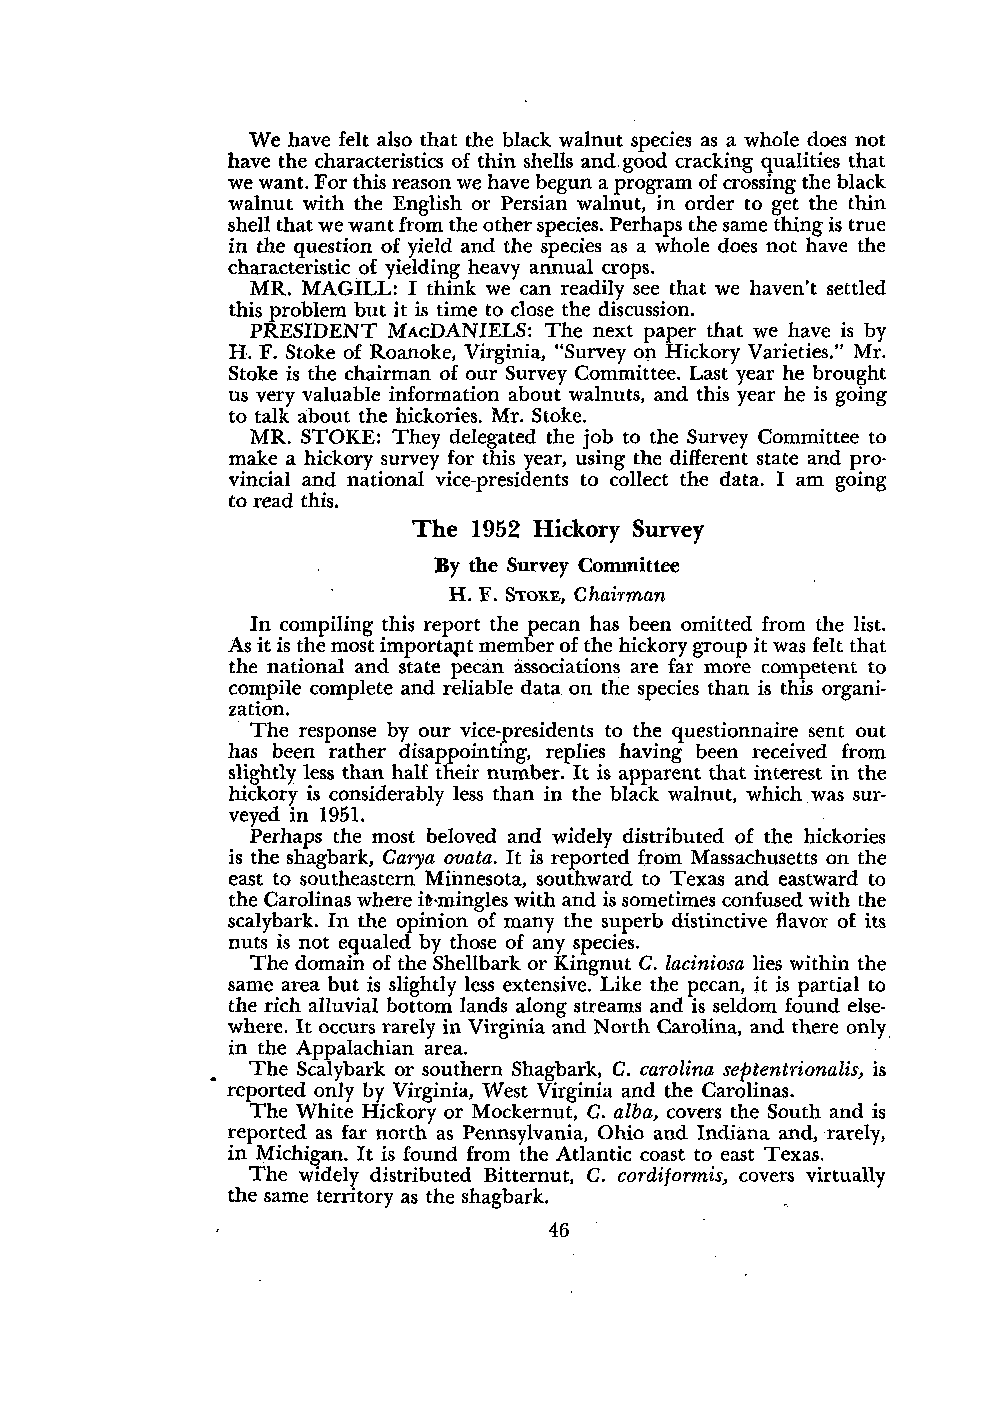 We have felt also that the black walnut species as a whole does not
have the characteristics of thin shells and good cracking qualities that
we want. For this reason we have begun a program of crossing the black
walnut with the English or Persian walnut, in order to get the thin
shell that we want from the other species. Perhaps the same thing is true
in the question of yield and the species as a whole does not have the
characteristic of yielding heavy annual crops.
MR. MAGILL: I think we can readily see that we haven't settled
this problem but it is time to close the discussion.
PRESIDENT MACDANIELS: The next paper that we have is by
H. F. Stoke of Roanoke, Virginia, "Survey on Hickory Varieties." Mr.
Stoke is the chairman of our Survey Committee. Last year he brought
us very valuable information about walnuts, and this year he is going
to talk about the hickories. Mr. Stoke.
MR. STOKE: They delegated the job to the Survey Committee to
make a hickory survey for this year, using the different state and pro-
vincial and national vice-presidents to collect the data. I am going
to read this.
The 1952 Hickory Survey
By the Survey Committee
H. F. STOKE, Chairman
In compiling this report the pecan has been omitted from the list.
As it is the most important member of the hickory group it was felt that
the national and state pecan associations are far more competent to
compile complete and reliable data on the species than is this organi-
zation.
The response by our vice-presidents to the questionnaire sent out
has been rather disappointing, replies having been received from
slightly less than half their number. It is apparent that interest in the
hickory is considerably less than in the black walnut, which was sur-
veyed in 1951.
Perhaps the most beloved and widely distributed of the hickories
is the shagbark, Carya ovata. It is reported from Massachusetts on the
east to southeastern Minnesota, southward to Texas and eastward to
the Carolinas where it mingles with and is sometimes confused with the
scalybark. In the opinion of many the superb distinctive flavor of its
nuts is not equaled by those of any species.
The domain of the Shellbark or Kingnut C. laciniosa lies within the
same area but is slightly less extensive. Like the pecan, it is partial to
the rich alluvial bottom lands along streams and is seldom found else-
where. It occurs rarely in Virginia and North Carolina, and there only
in the Appalachian area.
The Scalybark or southern Shagbark, C. carolina septentrionalis, is
reported only by Virginia, West Virginia and the Carolinas.
The White Hickory or Mockernut, C. alba, covers the South and is
reported as far north as Pennsylvania, Ohio and Indiana and, rarely,
in Michigan. It is found from the Atlantic coast to east Texas.
The widely distributed Bitternut, C. cordiformis, covers virtually
the same territory as the shagbark.
46